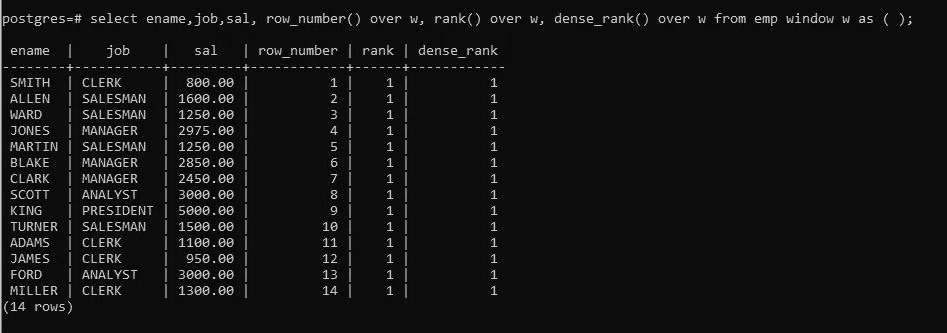 postgres=# select ename,job,sal, row_number() over w, rank() over w, dense_rank() over w from emp window w as ( );
 ename  |    job    |   sal   | row_number | rank | dense_rank
--------+-----------+---------+------------+------+------------
 SMITH  | CLERK     |  800.00 |          1 |    1 |          1
 ALLEN  | SALESMAN  | 1600.00 |          2 |    1 |          1
 WARD   | SALESMAN  | 1250.00 |          3 |    1 |          1
 JONES  | MANAGER   | 2975.00 |          4 |    1 |          1
 MARTIN | SALESMAN  | 1250.00 |          5 |    1 |          1
 BLAKE  | MANAGER   | 2850.00 |          6 |    1 |          1
 CLARK  | MANAGER   | 2450.00 |          7 |    1 |          1
 SCOTT  | ANALYST   | 3000.00 |          8 |    1 |          1
 KING   | PRESIDENT | 5000.00 |          9 |    1 |          1
 TURNER | SALESMAN  | 1500.00 |         10 |    1 |          1
 ADAMS  | CLERK     | 1100.00 |         11 |    1 |          1
 JAMES  | CLERK     |  950.00 |         12 |    1 |          1
 FORD   | ANALYST   | 3000.00 |         13 |    1 |          1
 MILLER | CLERK     | 1300.00 |         14 |    1 |          1
(14 rows)